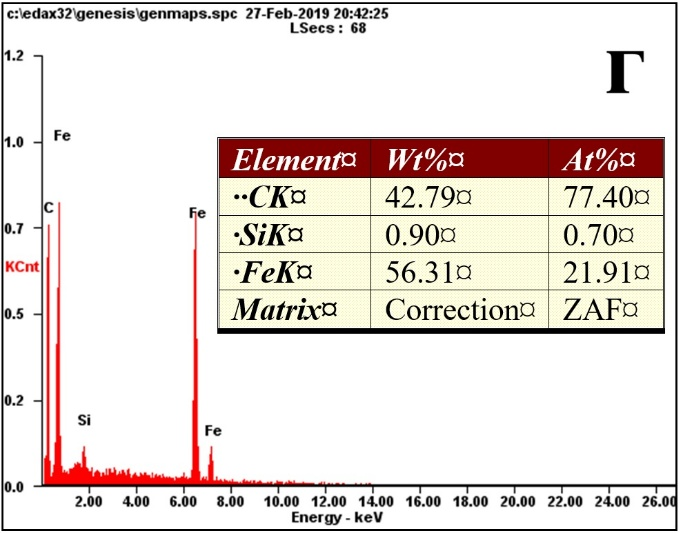 c:\edax32\genesis\genmaps.spc 27-Feb-2019 20:42:25
LSecs : 68
Г
1.2
1.0
0.7
KCnt
0.5
0.2
0.0
Fe
C
Si
Fe
Fe
Element¤ Wt%¤ At%¤
··CK¤ 42.79¤ 77.40¤
·SiK¤ 0.90¤ 0.70¤
·FeK¤ 56.31¤ 21.91¤
Matrix¤ Correction¤ ZAF¤
2.00 4.00 6.00 8.00 10.00 12.00 14.00 16.00 18.00 20.00 22.00 24.00 26.00
Energy - keV